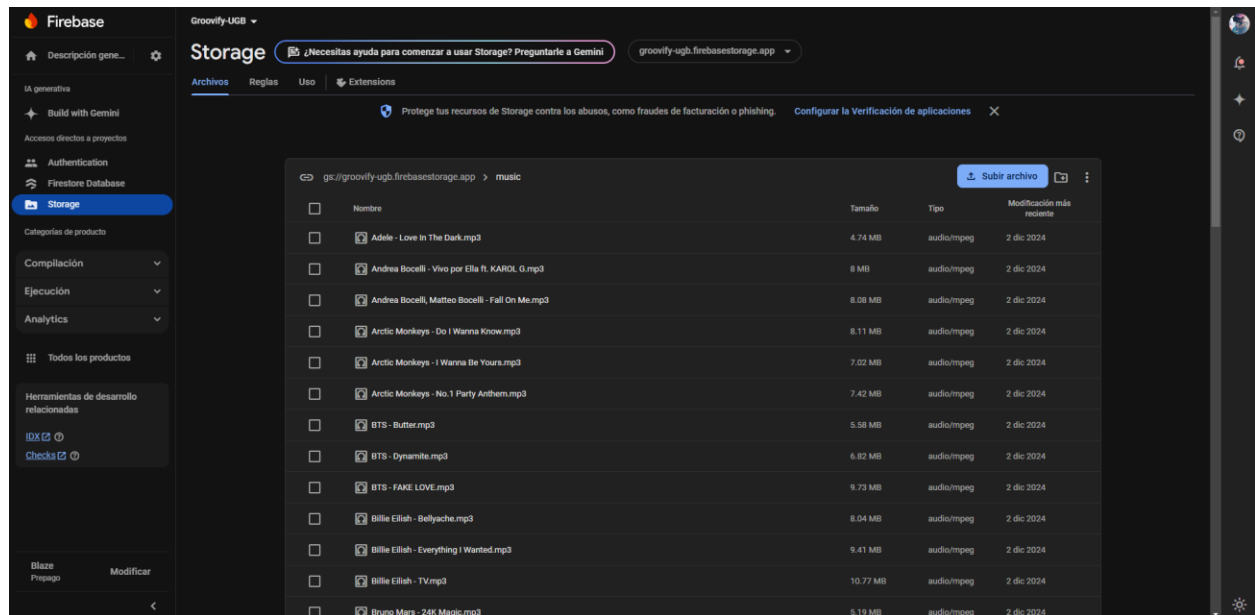 Firebase
Groovify-UGB
Descripción gene...
Storage
¿Necesitas ayuda para comenzar a usar Storage? Preguntarle a Gemini
groovify-ugb.firebasestorage.app
Archivos Reglas Uso Extensions
IA generativa
Build with Gemini
Accesos directos a proyectos
Authentication
Firestore Database
Storage
Categorías de producto
Compilación
Ejecución
Analytics
Todos los productos
Herramientas de desarrollo
relacionadas
IDX
Checks
Blaze
Prepago
Modificar
Protege tus recursos de Storage contra los abusos, como fraudes de facturación o phishing. Configurar la Verificación de aplicaciones
gs://groovify-ugb.firebasestorage.app > music
Subir archivo
Nombre Tamaño Tipo Modificación más reciente
Adele - Love In The Dark.mp3 4.74 MB audio/mpeg 2 dic 2024
Andrea Bocelli - Vivo por Ella ft. KAROL G.mp3 8 MB audio/mpeg 2 dic 2024
Andrea Bocelli, Matteo Bocelli - Fall On Me.mp3 8.08 MB audio/mpeg 2 dic 2024
Arctic Monkeys - Do I Wanna Know.mp3 8.11 MB audio/mpeg 2 dic 2024
Arctic Monkeys - I Wanna Be Yours.mp3 7.02 MB audio/mpeg 2 dic 2024
Arctic Monkeys - No.1 Party Anthem.mp3 7.42 MB audio/mpeg 2 dic 2024
BTS - Butter.mp3 5.58 MB audio/mpeg 2 dic 2024
BTS - Dynamite.mp3 6.82 MB audio/mpeg 2 dic 2024
BTS - FAKE LOVE.mp3 9.73 MB audio/mpeg 2 dic 2024
Billie Eilish - Bellyache.mp3 8.04 MB audio/mpeg 2 dic 2024
Billie Eilish - Everything I Wanted.mp3 9.41 MB audio/mpeg 2 dic 2024
Billie Eilish - TV.mp3 10.77 MB audio/mpeg 2 dic 2024
Bruno Mars - 24K Magic.mp3 5.19 MB audio/mpeg 2 dic 2024